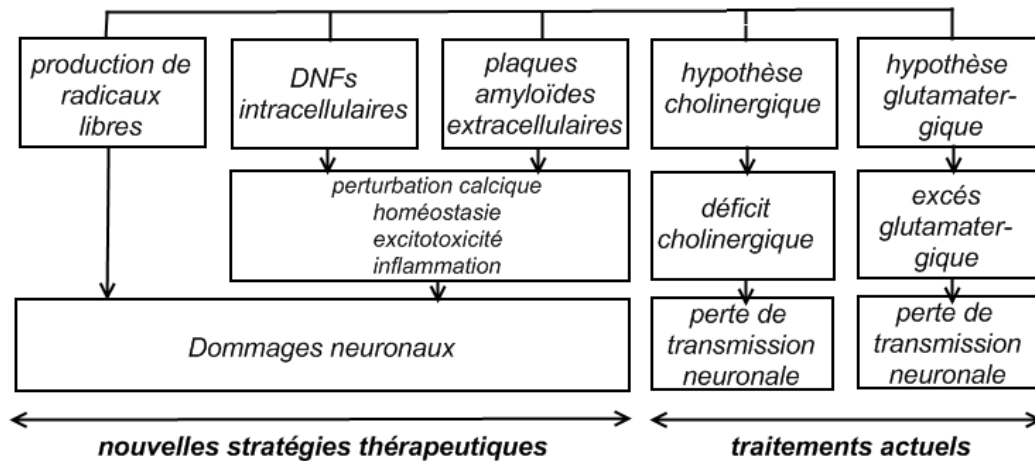 production de
radicaux
libres
DNFs
intracellulaires
plaques
amyloïdes
extracellulaires
hypothèse
cholinergique
hypothèse
glutamater-
gique
perturbation calcique
homéostasie
excitotoxicité
inflammation
déficit
cholinergique
excés
glutamater-
gique
Dommages neuronaux
perte de
transmission
neuronale
perte de
transmission
neuronale
nouvelles stratégies thérapeutiques
traitements actuels